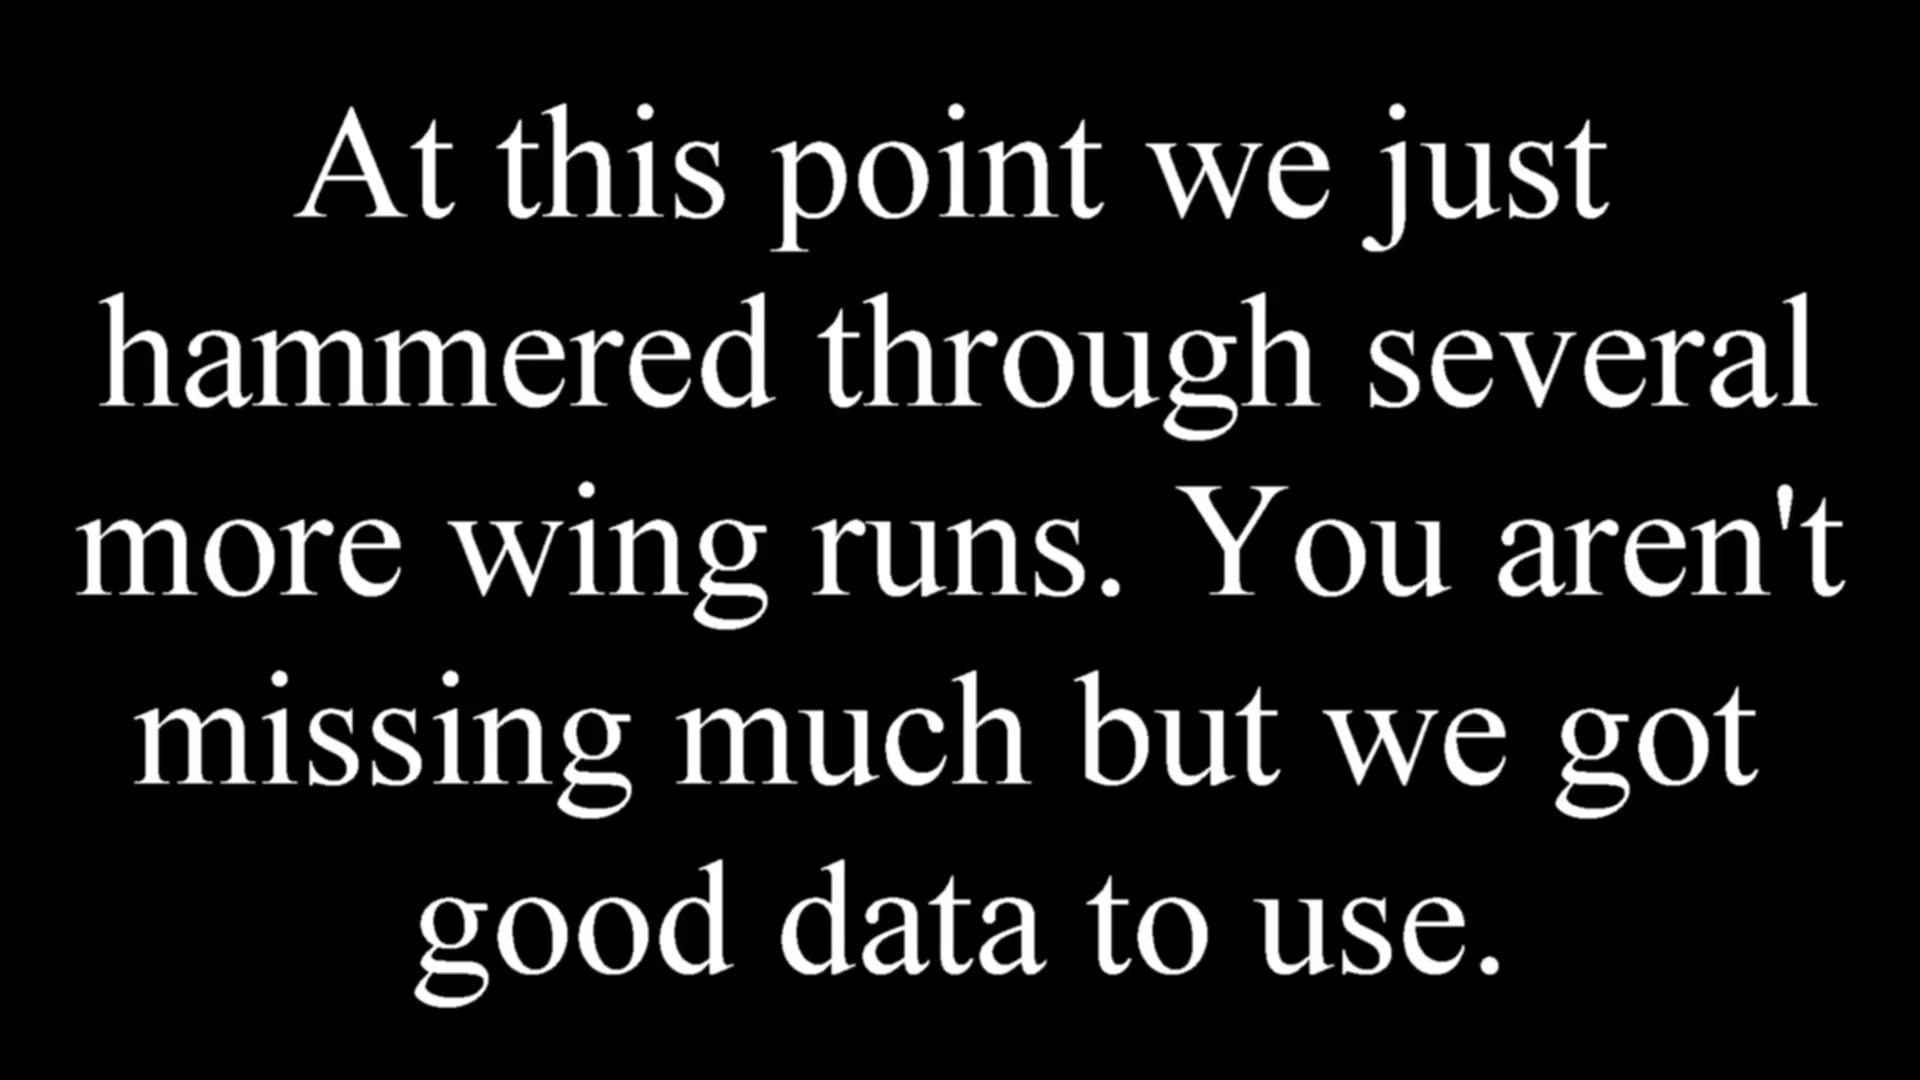 At this point we just
hammered through several
more wing runs. You aren't
missing much but we got
good data to use.